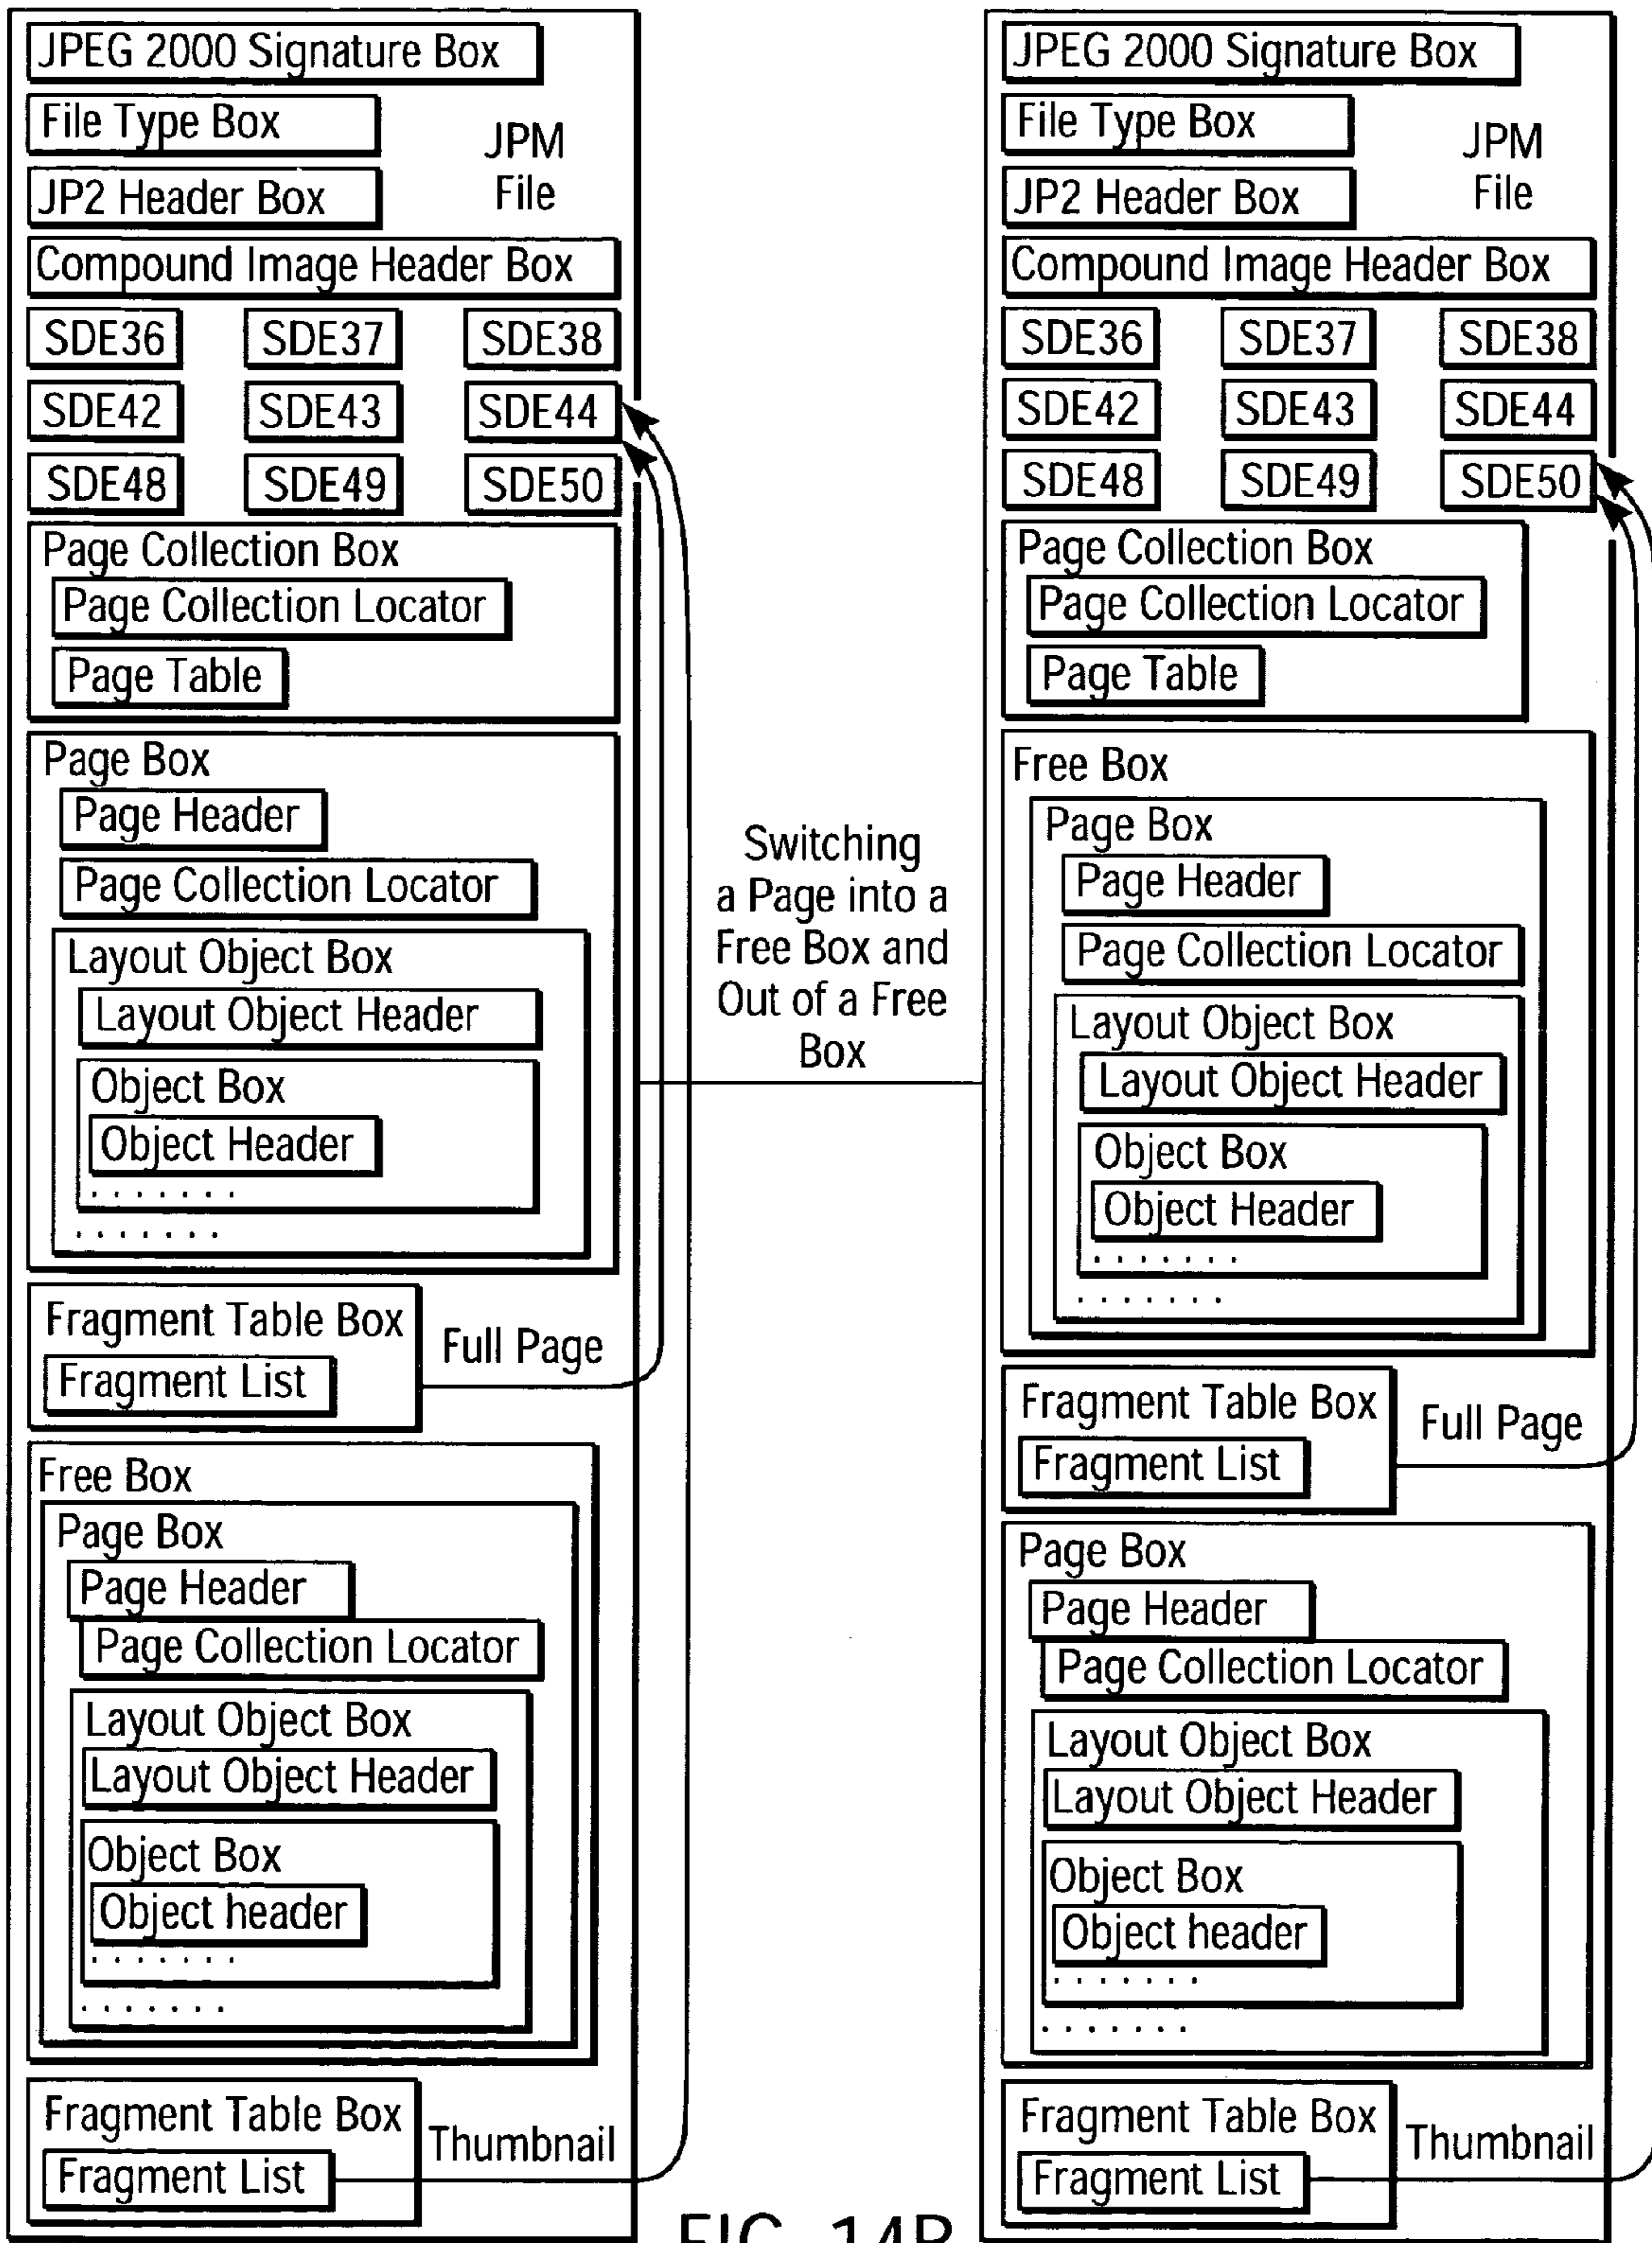 JPEG 2000 Signature Box
File Type Box
JPM
File
JP2 Header Box
Compound Image Header Box
SDE36 SDE37 SDE38
SDE42 SDE43 SDE44
SDE48 SDE49 SDE50
Page Collection Box
Page Collection Locator
Page Table
Page Box
Page Header
Page Collection Locator
Layout Object Box
Layout Object Header
Object Box
Object Header
. . . . . . .
. . . . . . .
Fragment Table Box
Fragment List
Full Page
Free Box
Page Box
Page Header
Page Collection Locator
Layout Object Box
Layout Object Header
Object Box
Object header
. . . . . . .
. . . . . . .
Fragment Table Box
Fragment List
Thumbnail
Switching
a Page into a
Free Box and
Out of a Free
Box
JPEG 2000 Signature Box
File Type Box
JPM
File
JP2 Header Box
Compound Image Header Box
SDE36 SDE37 SDE38
SDE42 SDE43 SDE44
SDE48 SDE49 SDE50
Page Collection Box
Page Collection Locator
Page Table
Free Box
Page Box
Page Header
Page Collection Locator
Layout Object Box
Layout Object Header
Object Box
Object Header
. . . . . . .
. . . . . . .
Fragment Table Box
Fragment List
Full Page
Page Box
Page Header
Page Collection Locator
Layout Object Box
Layout Object Header
Object Box
Object header
. . . . . . .
. . . . . . .
Fragment Table Box
Fragment List
Thumbnail
FIG. 14B